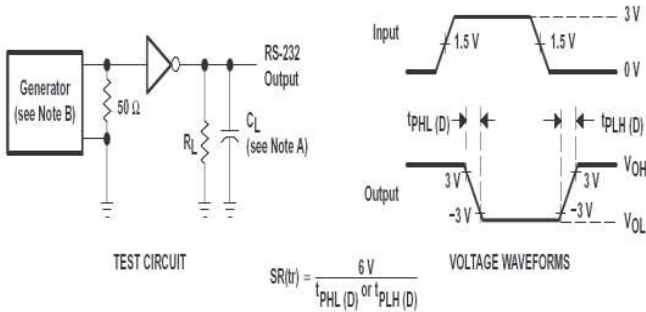 Generator
(see Note B)
50 Ω
RS-232
Output
RL
CL
(see Note A)
TEST CIRCUIT
Input
3 V
1.5 V
1.5 V
0 V
tPHL (D)
tPLH (D)
Output
VOH
3 V
3 V
−3 V
−3 V
VOL
VOLTAGE WAVEFORMS
SR(tr) = 6 V
tPHL (D) or tPLH (D)